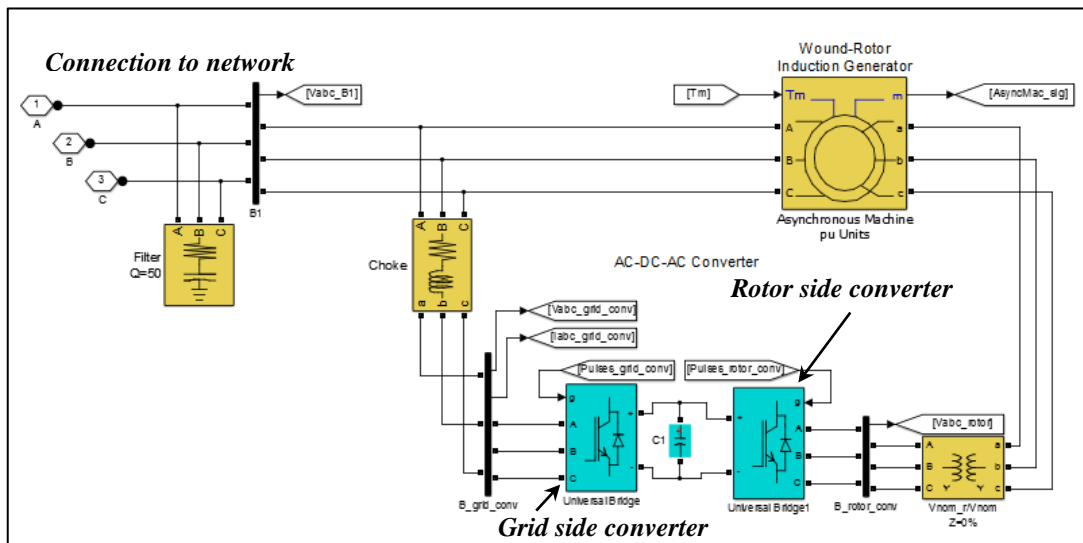 Connection to network
Wound-Rotor
Induction Generator
[Vabc_B1]
[Tm]
Tm
m
[AsyncMac_sig]
1
A
2
B
3
C
B1
A
B
C
a
b
c
A B C
Filter
Q=50
Asynchronous Machine
pu Units
A B C
Choke
a b c
AC-DC-AC Converter
Rotor side converter
[Vabc_grid_conv]
[Iabc_grid_conv]
[Pulses_grid_conv]
[Pulses_rotor_conv]
g
A
B
C
+
-
C1
+
g
+
-
A
B
C
[Vabc_rotor]
A
B
C
a
b
c
Y Y
B_grid_conv
Universal Bridge
Universal Bridge1
B_rotor_conv
Vnom_r/Vnom
Z=0%
Grid side converter